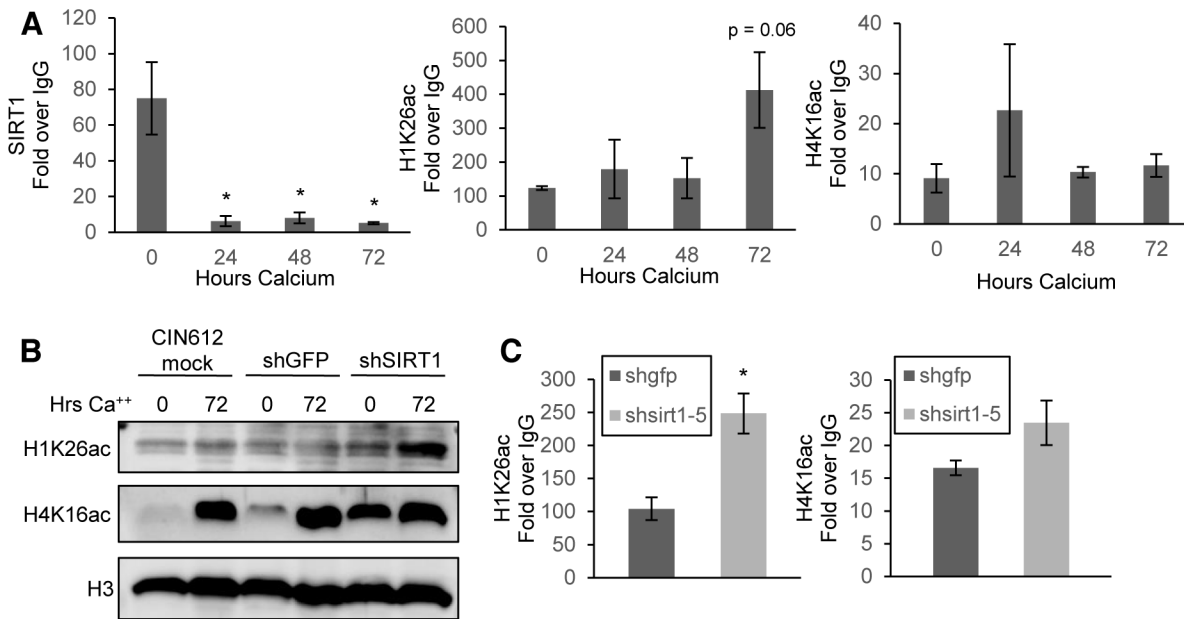 A
SIRT1
Fold over IgG
120
100
80
60
40
20
0
*
*
*
0 24 48 72
Hours Calcium
H1K26ac
Fold over IgG
600
500
400
300
200
100
0
p = 0.06
0 24 48 72
Hours Calcium
H4K16ac
Fold over IgG
40
30
20
10
0
0 24 48 72
Hours Calcium
B
CIN612
mock shGFP shSIRT1
Hrs Ca++ 0 72 0 72 0 72
H1K26ac
H4K16ac
H3
C
H1K26ac
Fold over IgG
300
250
200
150
100
50
0
shgfp
shsirt1-5
*
H4K16ac
Fold over IgG
30
25
20
15
10
5
0
shgfp
shsirt1-5